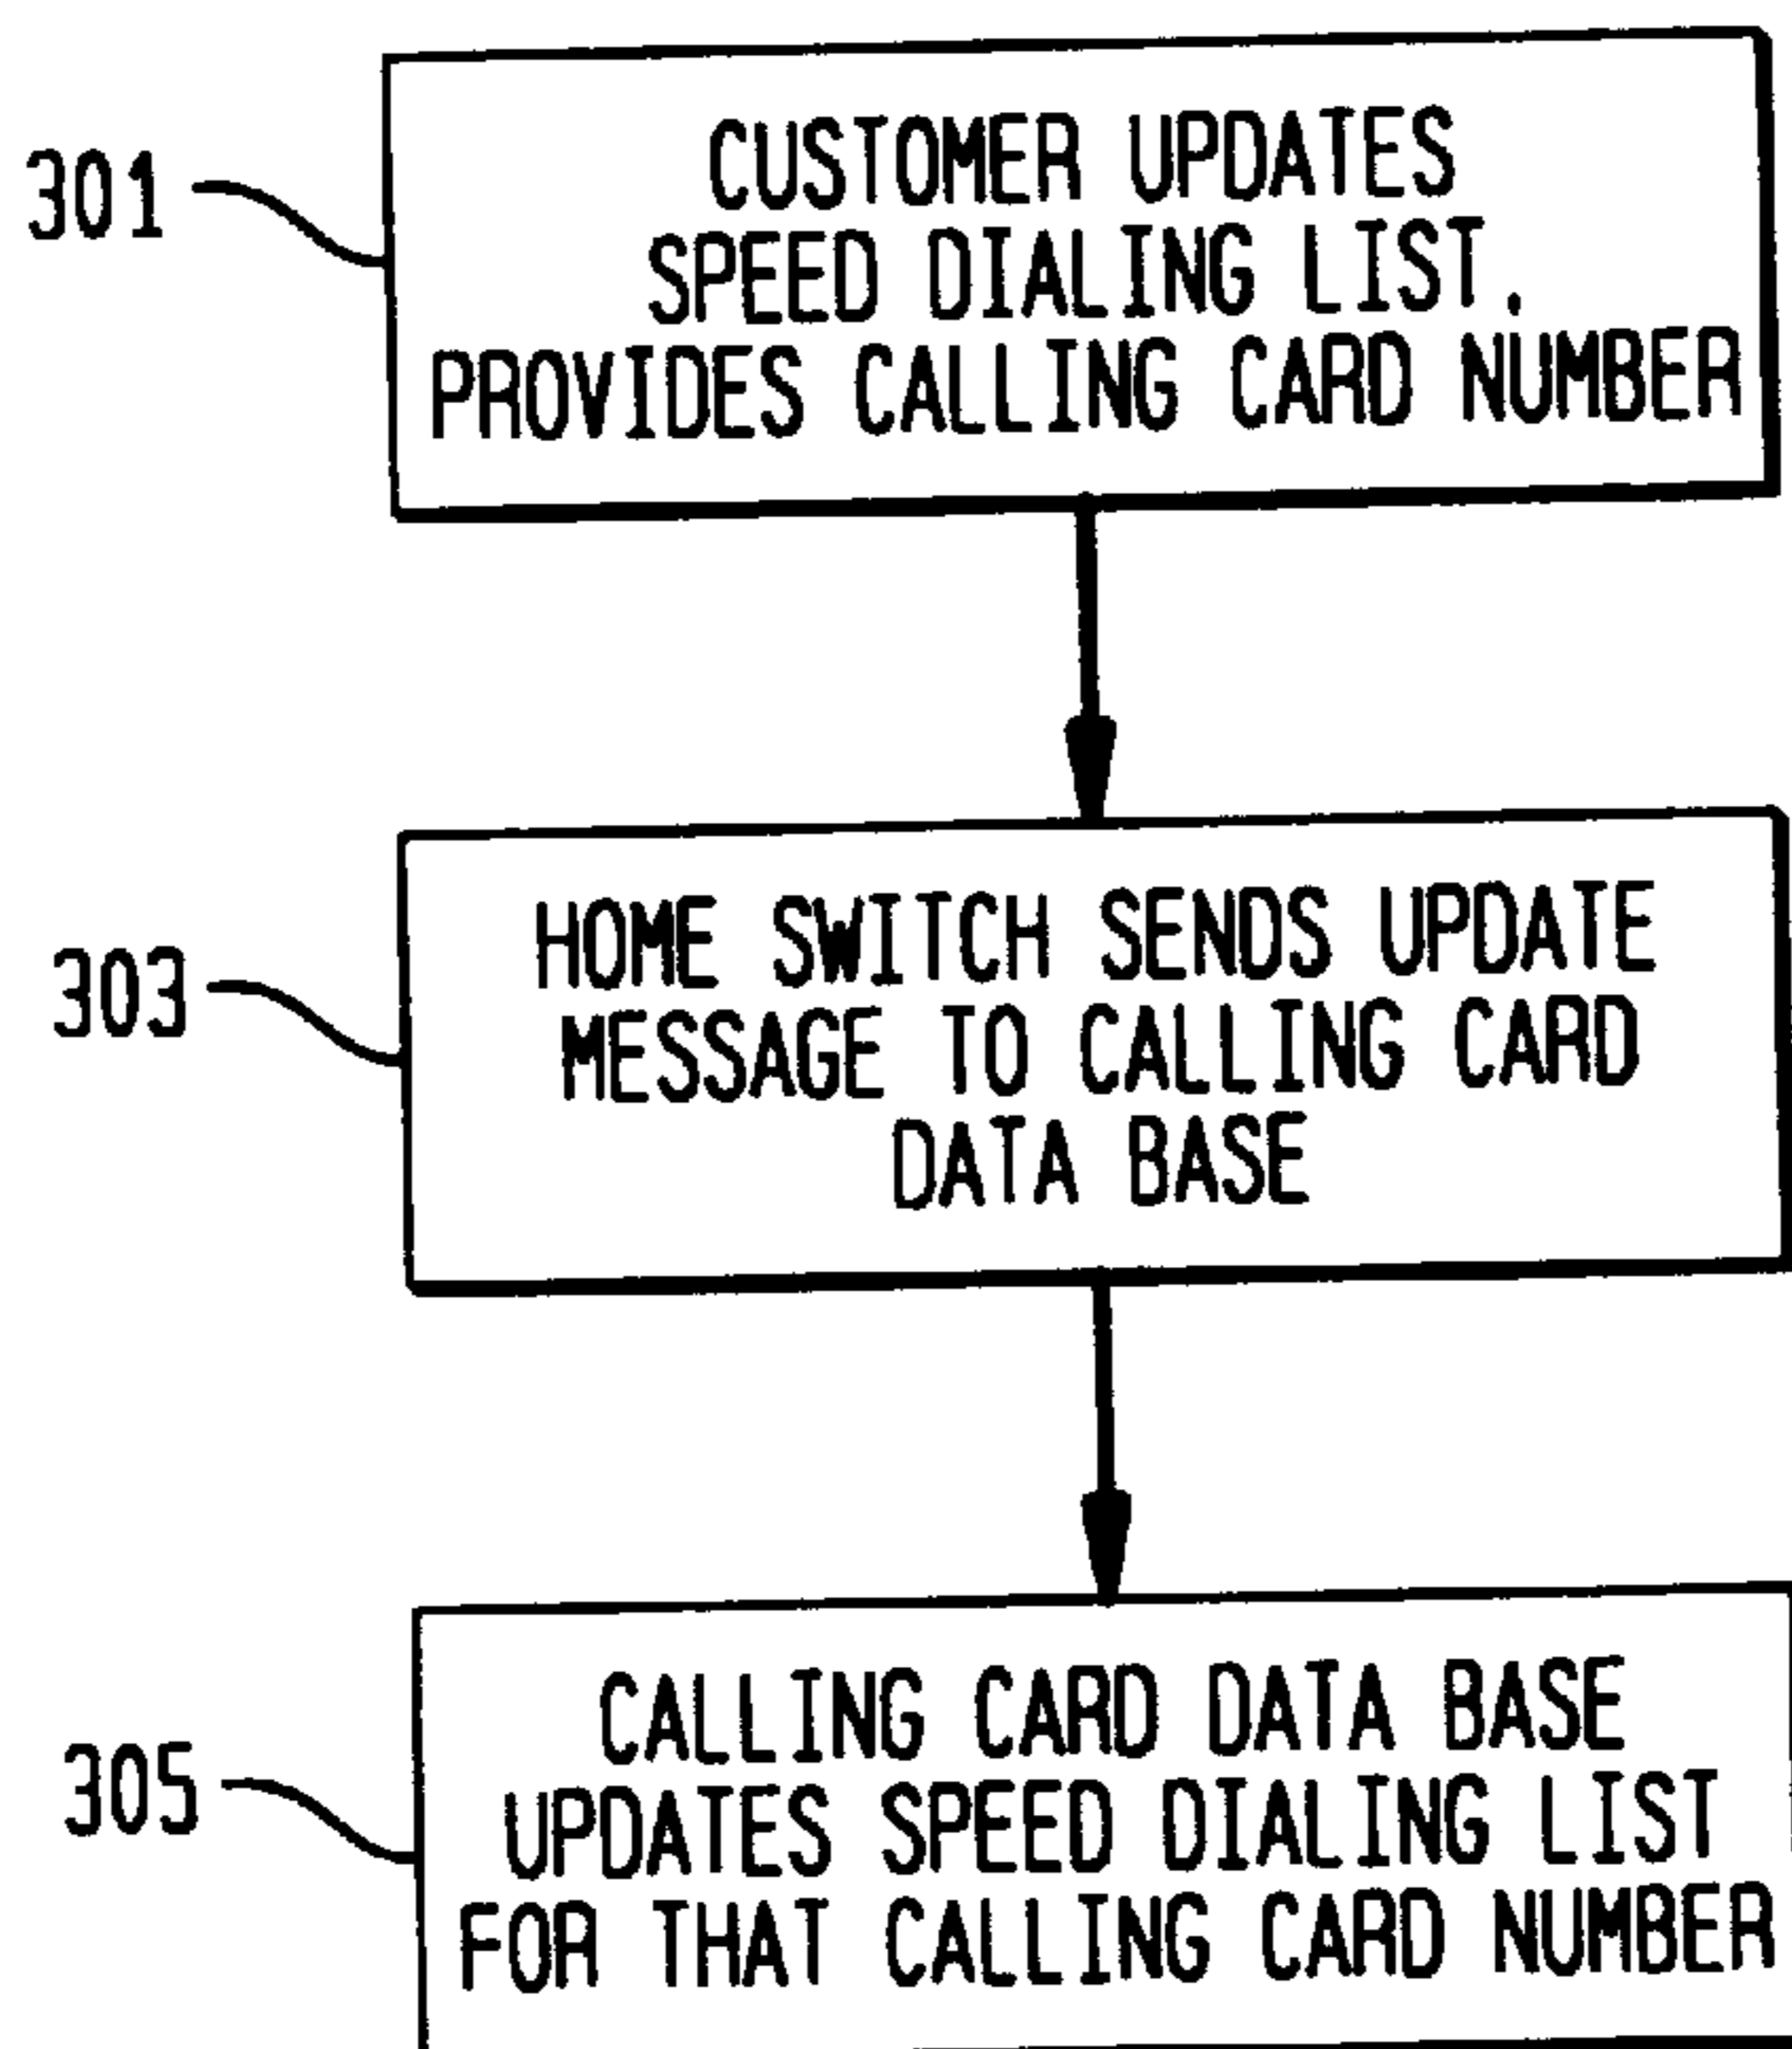 301
CUSTOMER UPDATES
SPEED DIALING LIST.
PROVIDES CALLING CARD NUMBER
303
HOME SWITCH SENDS UPDATE
MESSAGE TO CALLING CARD
DATA BASE
305
CALLING CARD DATA BASE
UPDATES SPEED DIALING LIST
FOR THAT CALLING CARD NUMBER